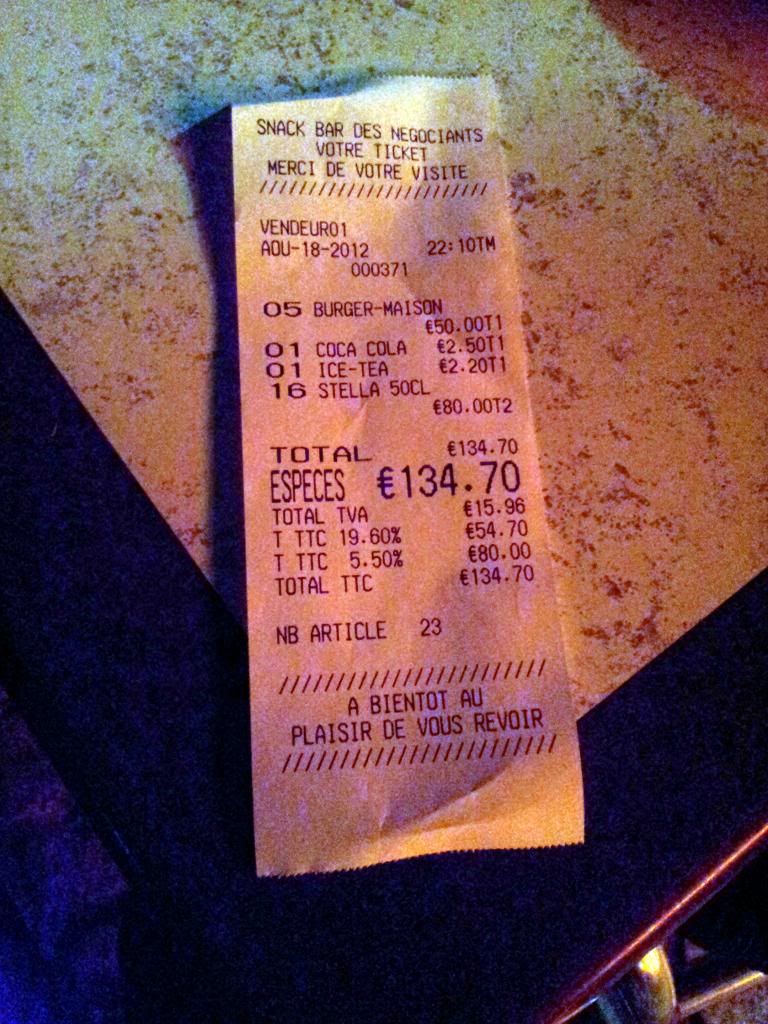 SNACK BAR DES NEGOCIANTS
VOTRE TICKET
MERCI DE VOTRE VISITE
//////////////////////////
VENDEUR01
AOU-18-2012 22:10TM
000371
05 BURGER-MAISON
€50.00T1
01 COCA COLA €2.50T1
01 ICE-TEA €2.20T1
16 STELLA 50CL
€80.00T2
TOTAL €134.70
ESPECES €134.70
TOTAL TVA €15.96
T TTC 19.60% €54.70
T TTC 5.50% €80.00
TOTAL TTC €134.70
NB ARTICLE 23
//////////////////////////
A BIENTOT AU
PLAISIR DE VOUS REVOIR
//////////////////////////